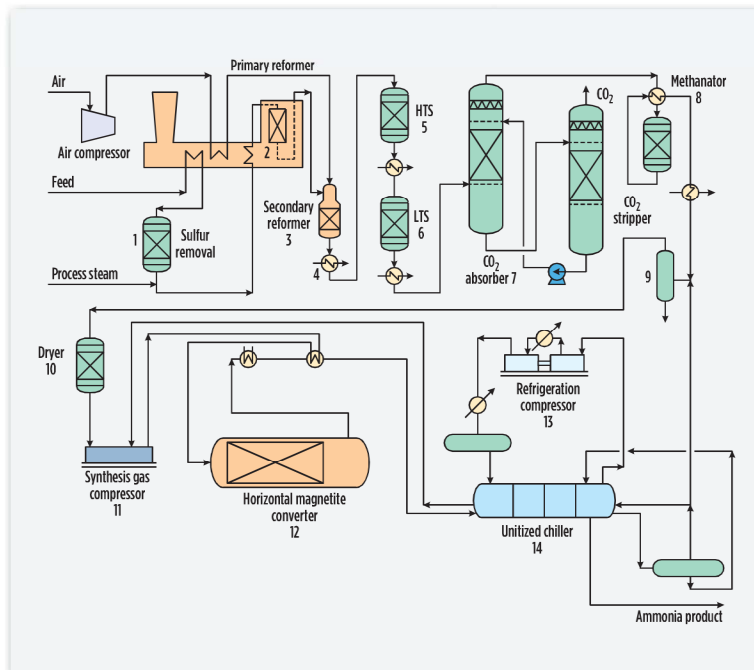 Air
Air compressor
Primary reformer
2
Feed
1
Sulfur
removal
Process steam
Secondary
reformer
3
4
HTS
5
LTS
6
CO2
absorber 7
CO2
CO2
stripper
Methanator
8
9
Dryer
10
Synthesis gas
compressor
11
Horizontal magnetite
converter
12
Refrigeration
compressor
13
Unitized chiller
14
Ammonia product